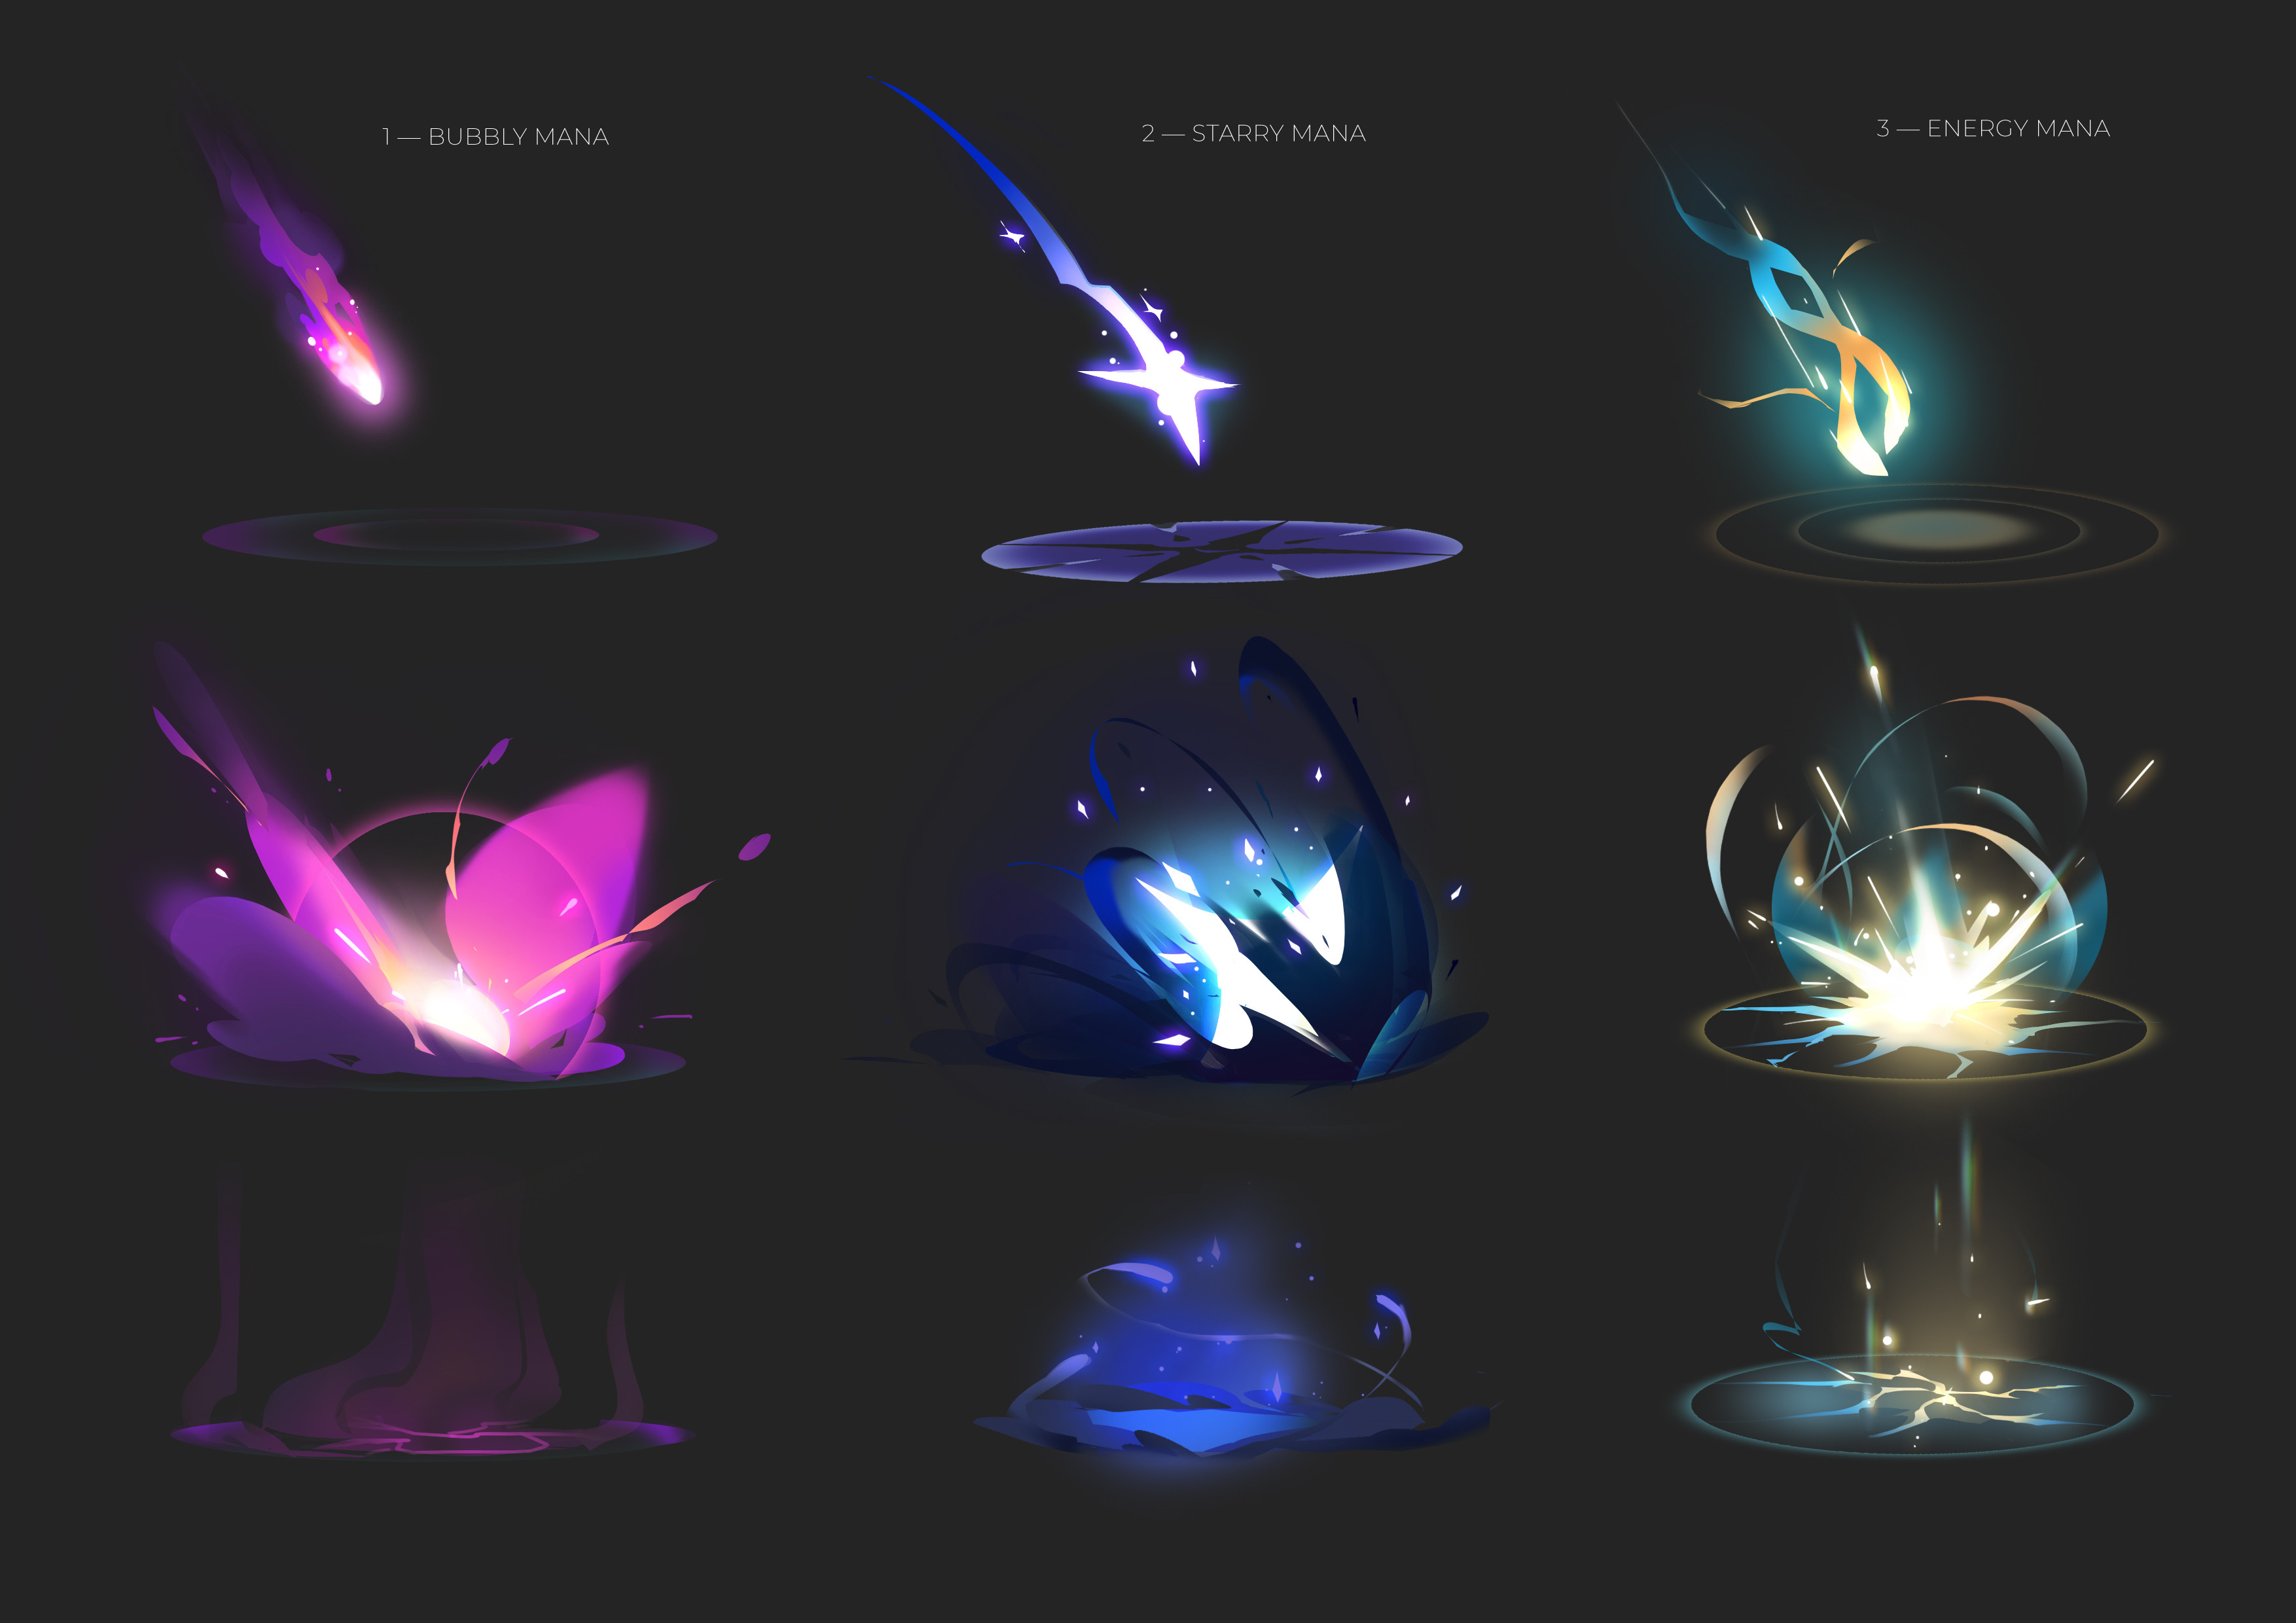 1 — BUBBLY MANA
2 — STARRY MANA
3 — ENERGY MANA